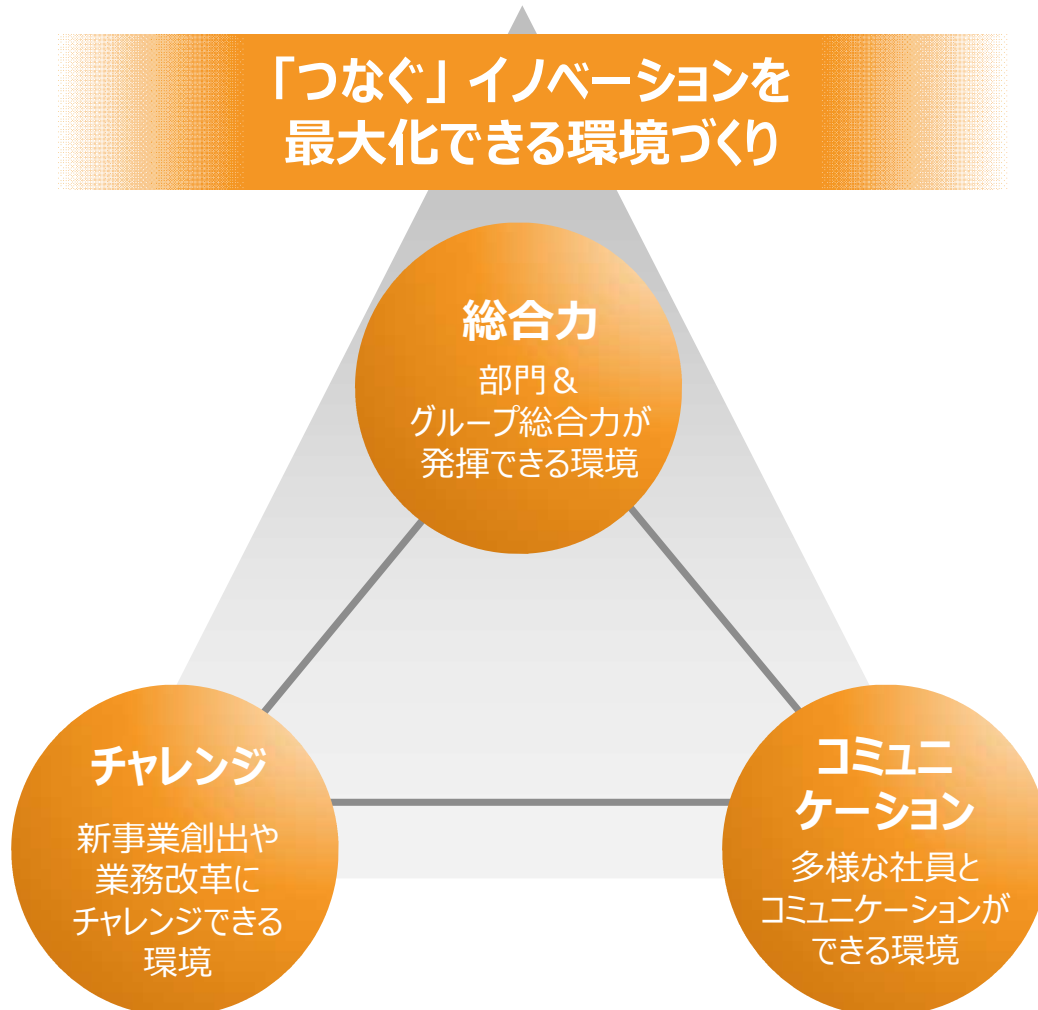 「つなぐ」イノベーションを
最大化できる環境づくり
総合力
部門＆
グループ総合力が
発揮できる環境
チャレンジ
新事業創出や
業務改革に
チャレンジできる
環境
コミュニ
ケーション
多様な社員と
コミュニケーションが
できる環境